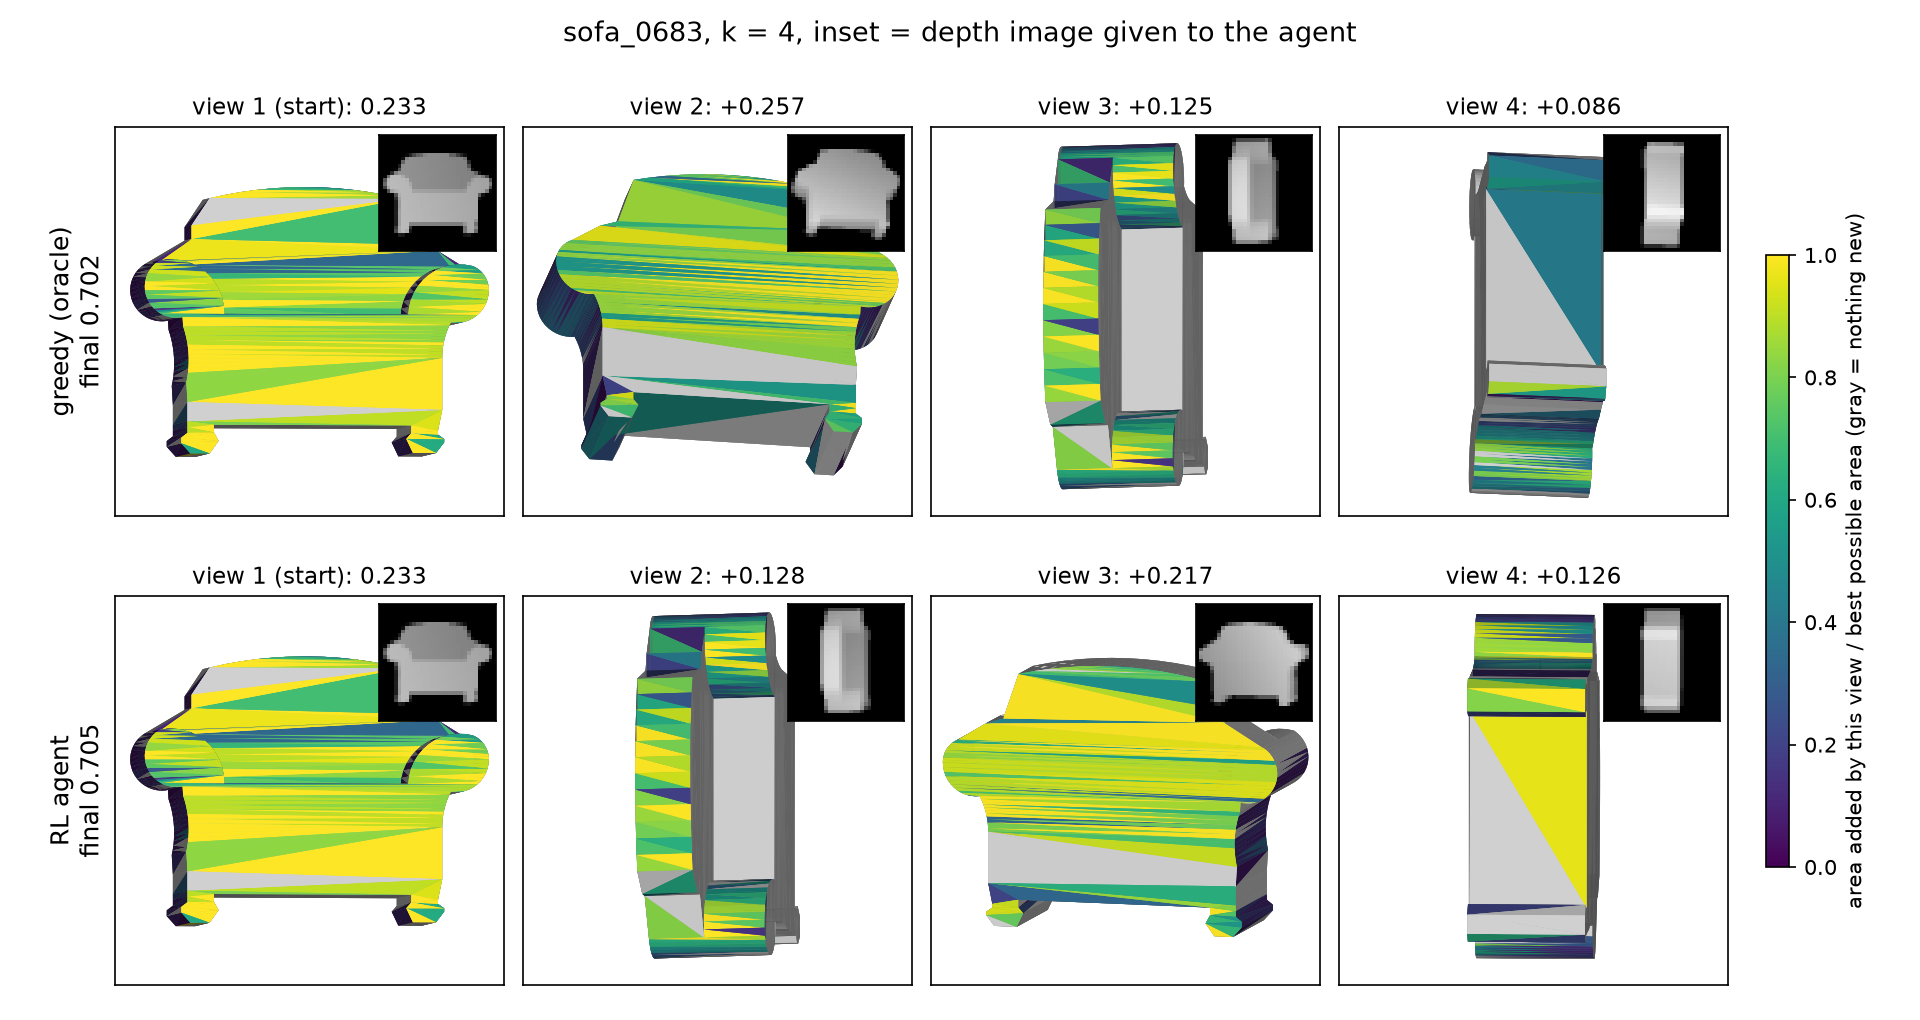 sofa_0683, k = 4, inset = depth image given to the agent
view 1 (start): 0.233
view 2: +0.257
view 3: +0.125
view 4: +0.086
greedy (oracle)
final 0.702
view 1 (start): 0.233
view 2: +0.128
view 3: +0.217
view 4: +0.126
RL agent
final 0.705
1.0
0.8
0.6
0.4
0.2
0.0
area added by this view / best possible area (gray = nothing new)